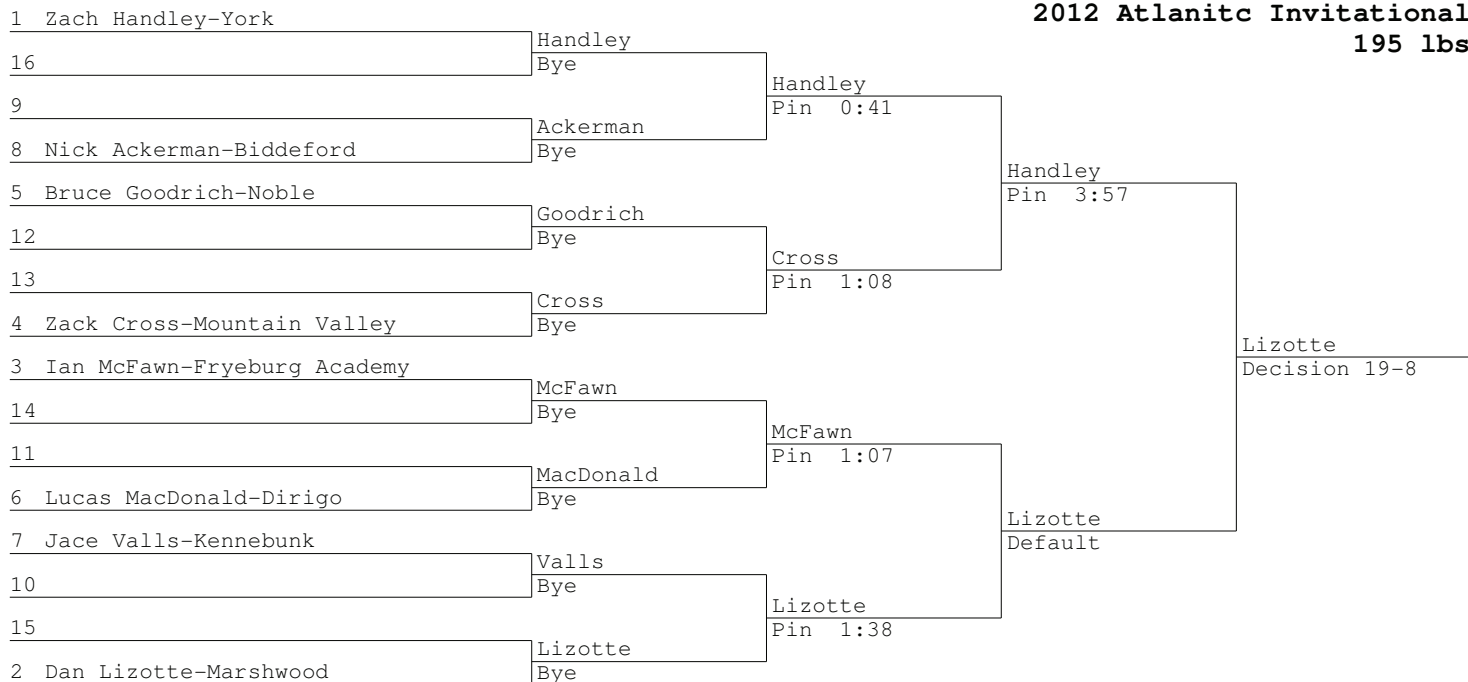 2012 Atlanitc Invitational
195 lbs
1 Zach Handley-York
Handley
16
Bye
Handley
9
Pin 0:41
Ackerman
8 Nick Ackerman-Biddeford
Bye
Handley
5 Bruce Goodrich-Noble
Pin 3:57
Goodrich
12
Bye
Cross
13
Pin 1:08
Cross
4 Zack Cross-Mountain Valley
Bye
Lizotte
3 Ian McFawn-Fryeburg Academy
Decision 19-8
McFawn
14
Bye
McFawn
11
Pin 1:07
MacDonald
6 Lucas MacDonald-Dirigo
Bye
Lizotte
7 Jace Valls-Kennebunk
Default
Valls
10
Bye
Lizotte
15
Pin 1:38
Lizotte
2 Dan Lizotte-Marshwood
Bye